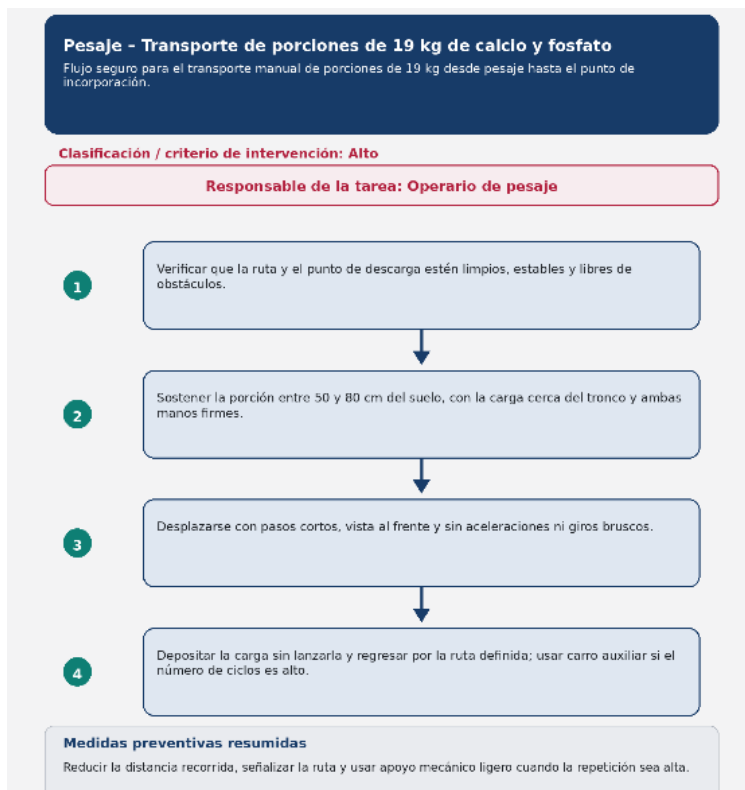 Pesaje – Transporte de porciones de 19 kg de calcio y fosfato
Flujo seguro para el transporte manual de porciones de 19 kg desde pesaje hasta el punto de
incorporación.
Clasificación / criterio de intervención: Alto
Responsable de la tarea: Operario de pesaje
1
Verificar que la ruta y el punto de descarga estén limpios, estables y libres de
obstáculos.
2
Sostener la porción entre 50 y 80 cm del suelo, con la carga cerca del tronco y ambas
manos firmes.
3
Desplazarse con pasos cortos, vista al frente y sin aceleraciones ni giros bruscos.
4
Depositar la carga sin lanzarla y regresar por la ruta definida; usar carro auxiliar si el
número de ciclos es alto.
Medidas preventivas resumidas
Reducir la distancia recorrida, señalizar la ruta y usar apoyo mecánico ligero cuando la repetición sea alta.